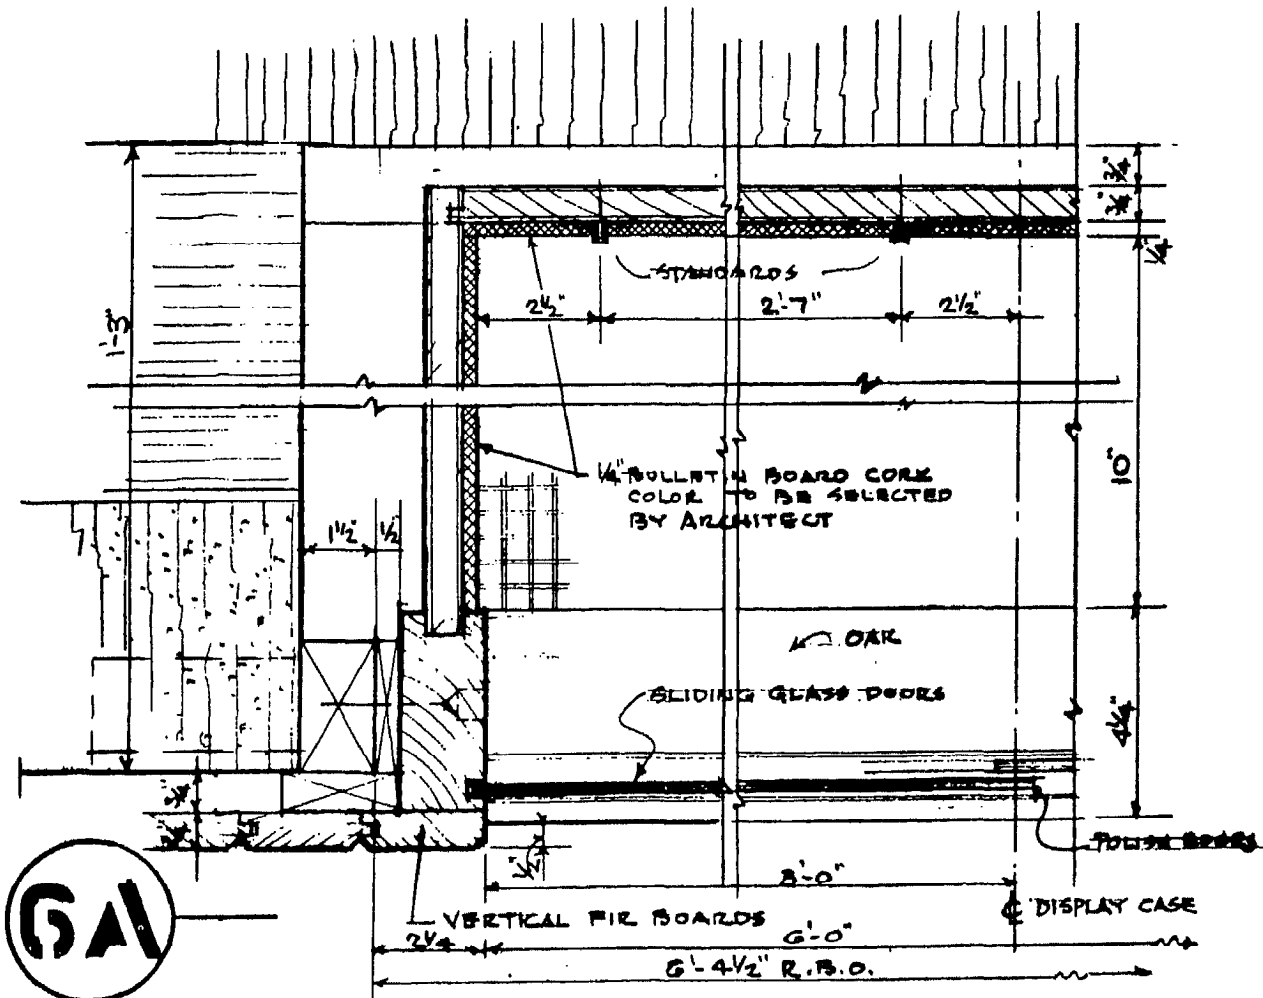 3/4"
3/4"
1/4"
STANDARDS
2 1/2"
2'-7"
2 1/2"
1'-3"
1/4" BULLETIN BOARD CORK
COLOR TO BE SELECTED
BY ARCHITECT
10"
1 1/2"
1/2"
OAK
SLIDING GLASS DOORS
4 1/4"
3/4
3/4
1/2"
3'-0"
6A
VERTICAL FIR BOARDS
℄ DISPLAY CASE
2 1/4
6'-0"
6'-4 1/2" R.B.O.